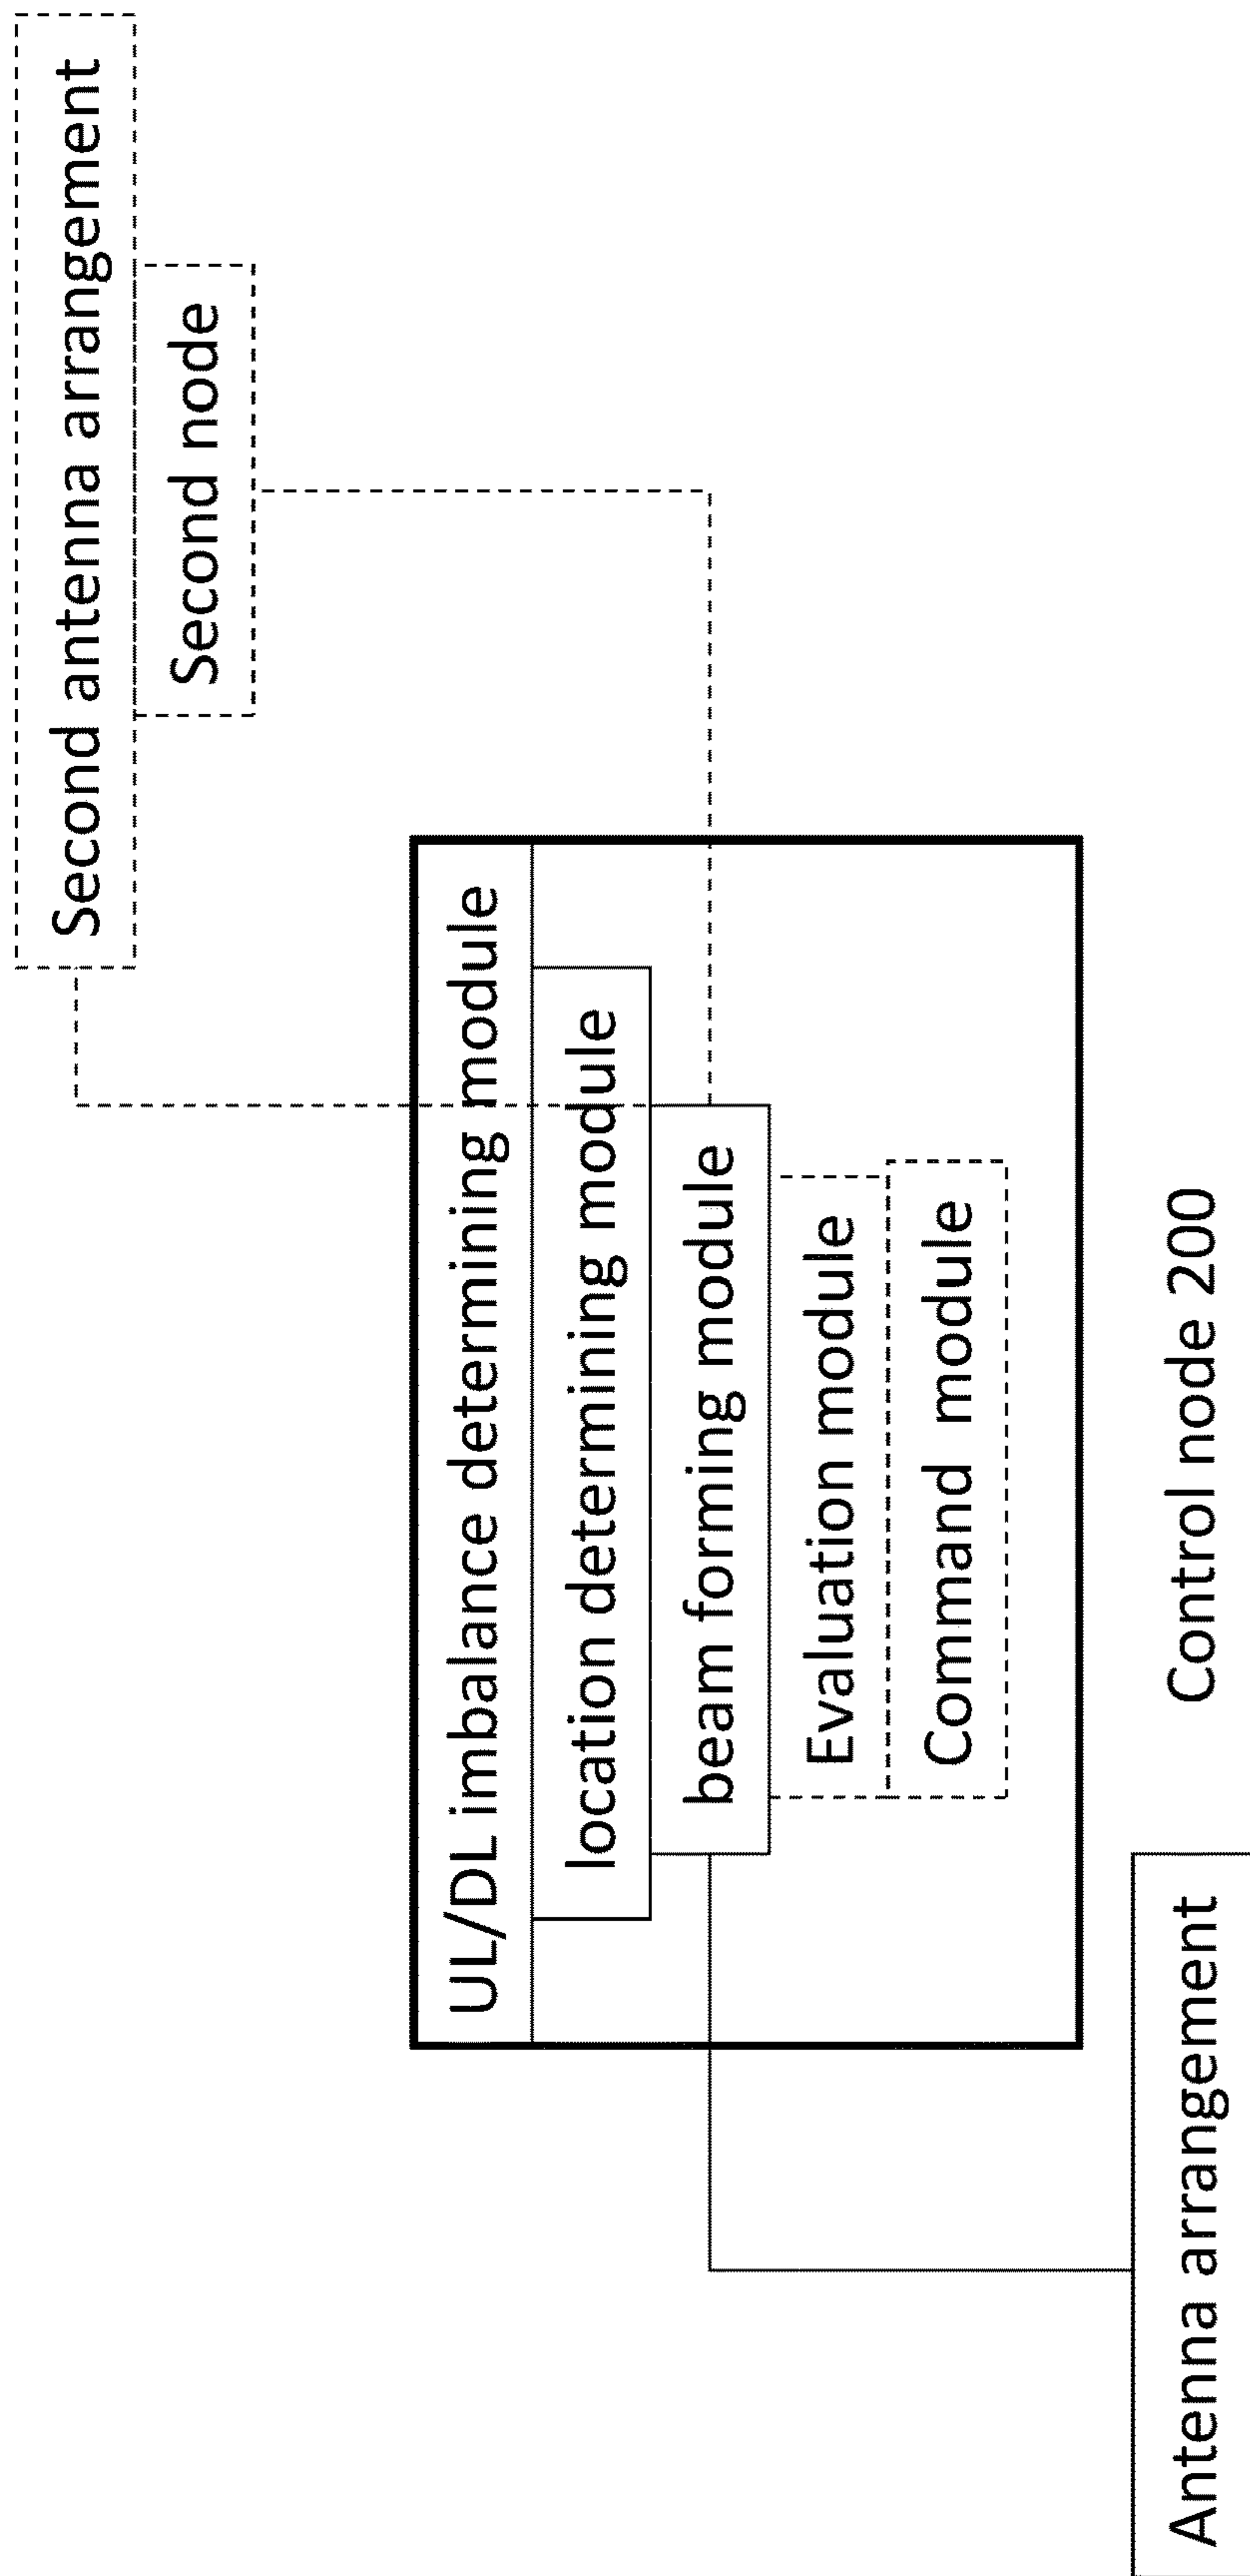 Second antenna arrangement
Second node
UL/DL imbalance determining module
location determining module
beam forming module
Evaluation module
Command module
Control node 200
Antenna arrangement